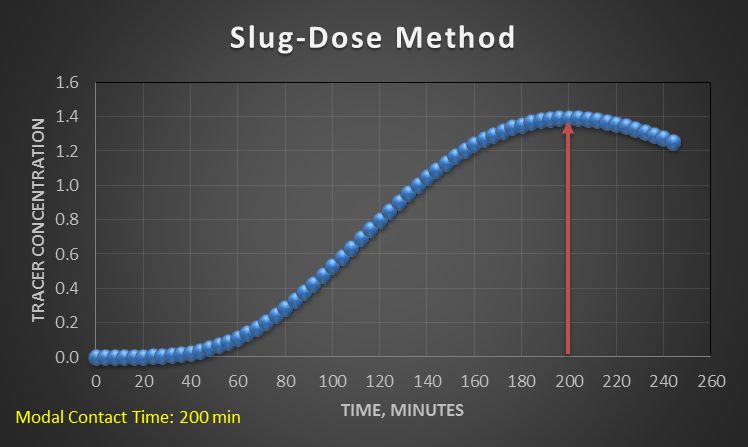 Slug-Dose Method
TRACER CONCENTRATION
1.6
1.4
1.2
1.0
0.8
0.6
0.4
0.2
0.0
0 20 40 60 80 100 120 140 160 180 200 220 240 260
TIME, MINUTES
Modal Contact Time: 200 min